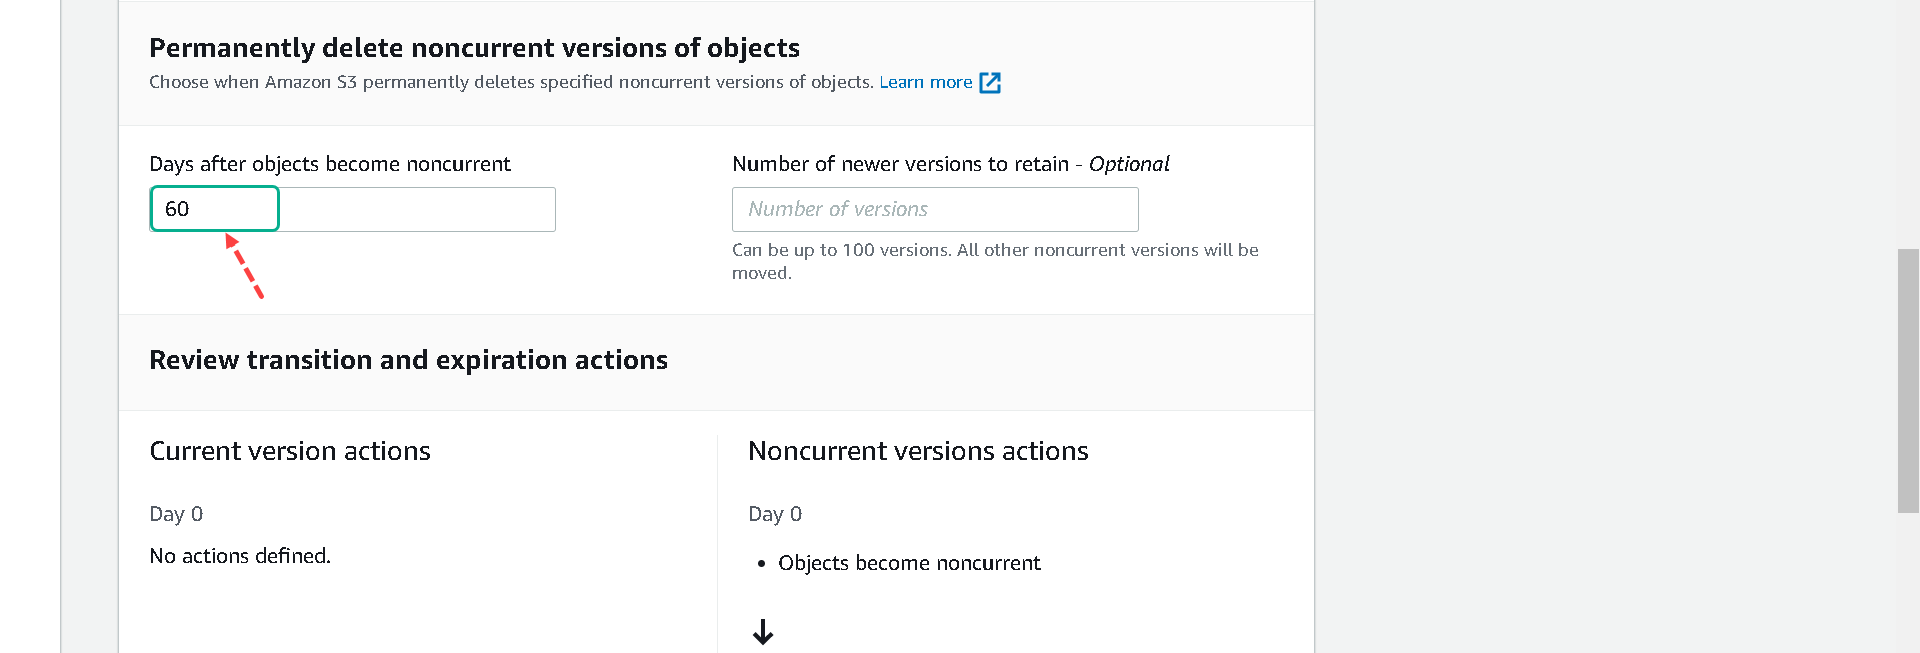 Permanently delete noncurrent versions of objects
Choose when Amazon S3 permanently deletes specified noncurrent versions of objects. Learn more
Days after objects become noncurrent
60
Number of newer versions to retain - Optional
Number of versions
Can be up to 100 versions. All other noncurrent versions will be
moved.
Review transition and expiration actions
Current version actions
Day 0
No actions defined.
Noncurrent versions actions
Day 0
• Objects become noncurrent